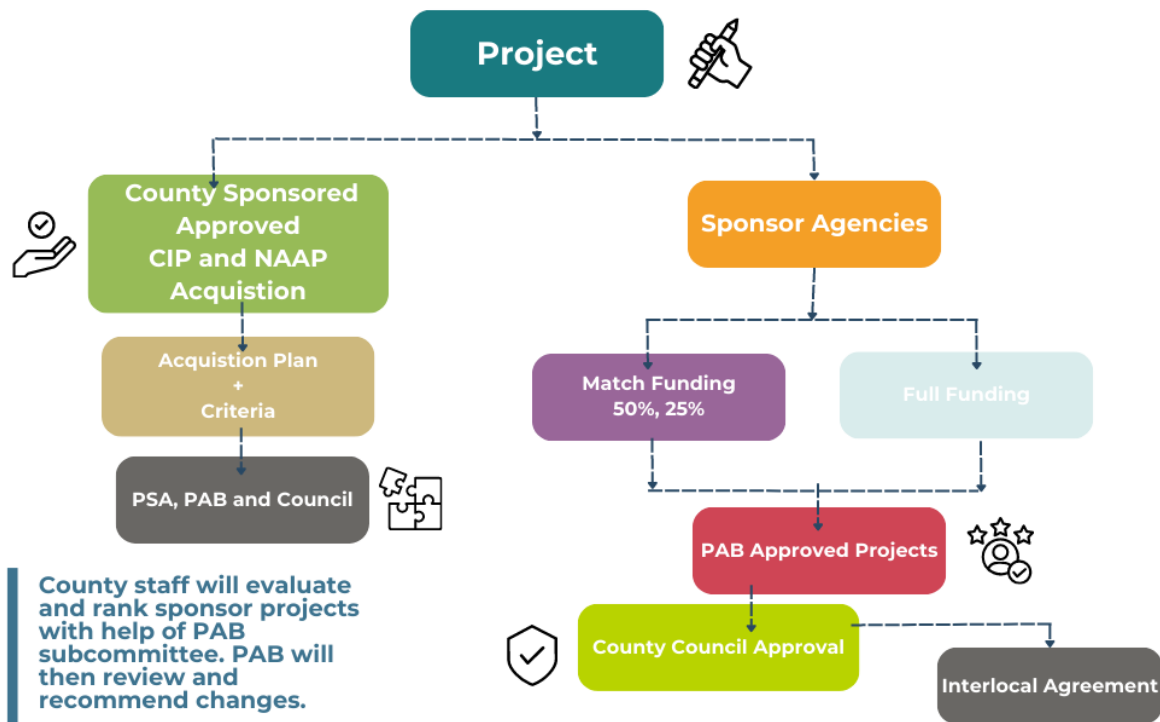 Project
County Sponsored
Approved
CIP and NAAP
Acquistion
Sponsor Agencies
Acquistion Plan
+
Criteria
Match Funding
50%, 25%
Full Funding
PSA, PAB and Council
PAB Approved Projects
County staff will evaluate
and rank sponsor projects
with help of PAB
subcommittee. PAB will
then review and
recommend changes.
County Council Approval
Interlocal Agreement